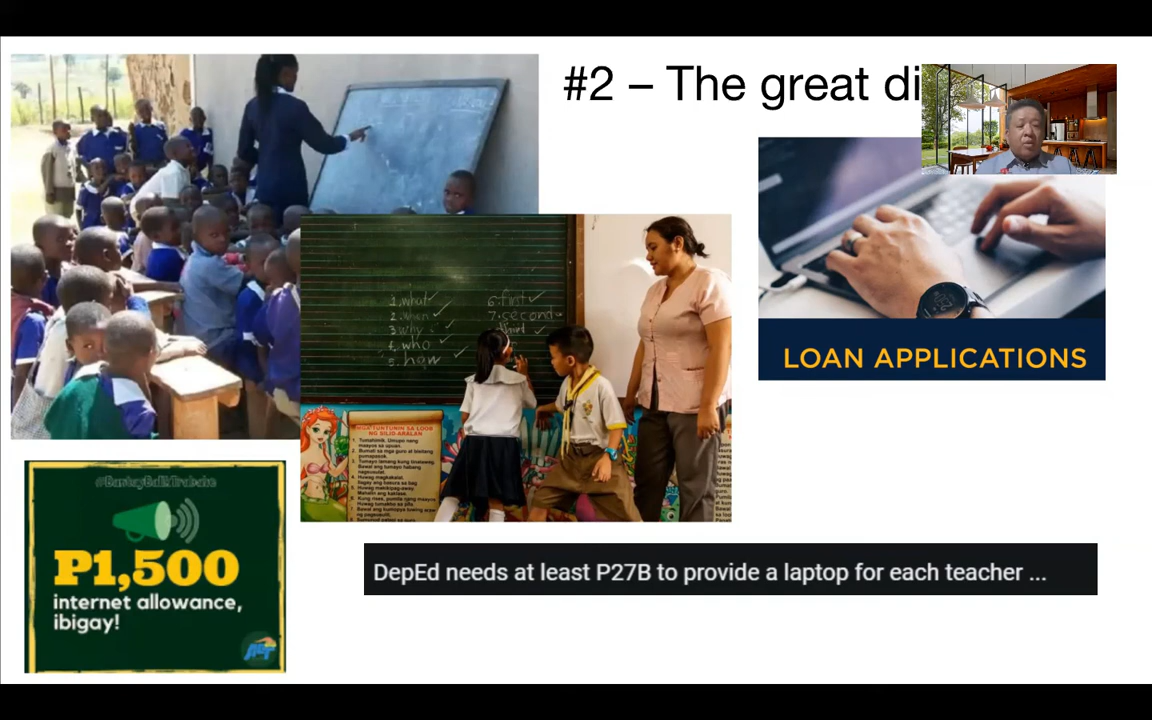 #2 – The great di
LOAN APPLICATIONS
1. what
2. when
3. why
4. who
5. how
6. first
7. second
third
@BantayBalikTrabaho
P1,500
internet allowance,
ibigay!
DepEd needs at least P27B to provide a laptop for each teacher ...